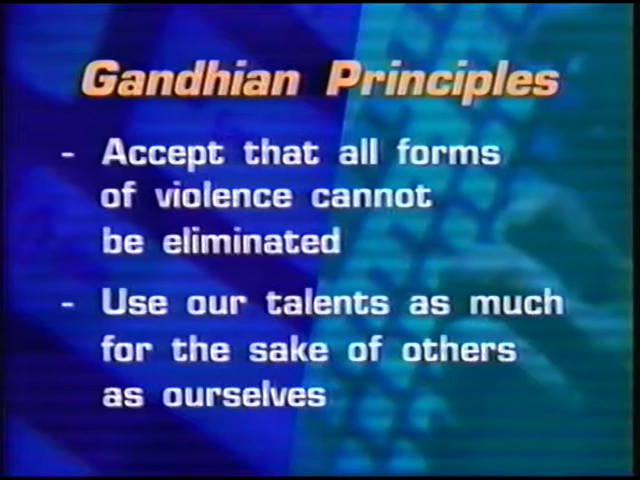 Gandhian Principles
- Accept that all forms
of violence cannot
be eliminated
- Use our talents as much
for the sake of others
as ourselves